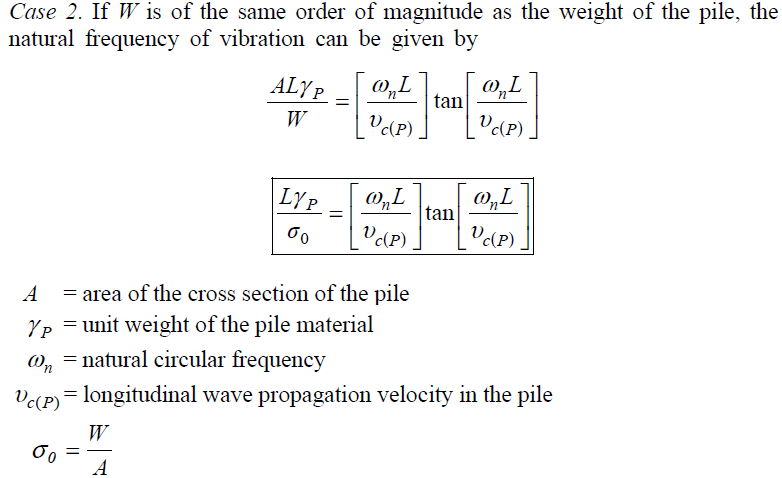 Case 2. If W is of the same order of magnitude as the weight of the pile, the
natural frequency of vibration can be given by
ALγ_P / W = [ω_n L / υ_c(P)] tan [ω_n L / υ_c(P)]
Lγ_P / σ_0 = [ω_n L / υ_c(P)] tan [ω_n L / υ_c(P)]
A = area of the cross section of the pile
γ_P = unit weight of the pile material
ω_n = natural circular frequency
υ_c(P) = longitudinal wave propagation velocity in the pile
σ_0 = W / A